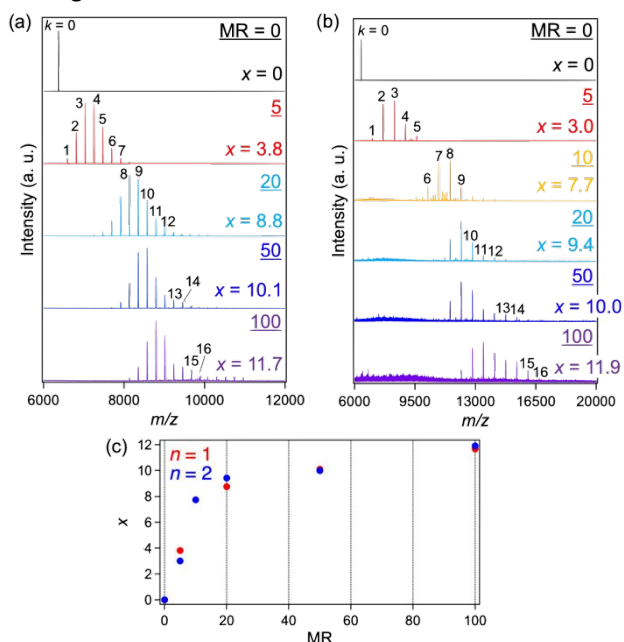 (a)
k = 0
MR = 0
x = 0
1 2 3 4 5 6 7
5
x = 3.8
8 9 10 11 12
20
x = 8.8
13 14
50
x = 10.1
15 16
100
x = 11.7
Intensity (a. u.)
6000 8000 10000 12000
m/z
(b)
k = 0
MR = 0
x = 0
1 2 3 4 5
5
x = 3.0
6 7 8 9
10
x = 7.7
10 11 12
20
x = 9.4
13 14
50
x = 10.0
15 16
100
x = 11.9
Intensity (a. u.)
6000 9500 13000 16500 20000
m/z
(c)
n = 1
n = 2
x
12
10
8
6
4
2
0
0 20 40 60 80 100
MR